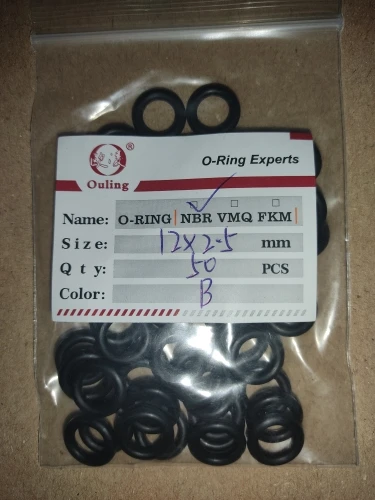 ®
O-Ring Experts
Ouling
Name: O-RING NBR VMQ FKM
Size: 12x2.5 mm
Qty: 50 PCS
Color: B